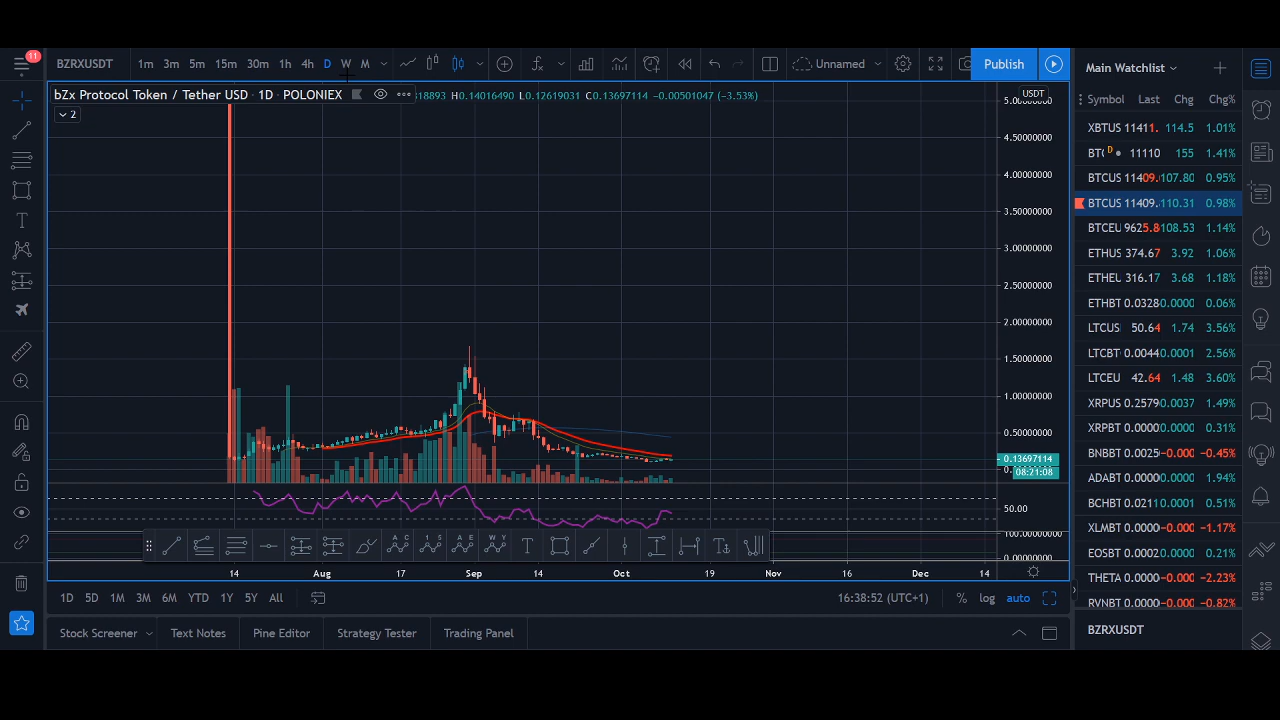 11
BZRXUSDT 1m 3m 5m 15m 30m 1h 4h D W M Unnamed Publish
Main Watchlist
bZx Protocol Token / Tether USD · 1D · POLONIEX 18893 H0.14016490 L0.12619031 C0.13697114 −0.00501047 (−3.53%)
USDT
2
Symbol Last Chg Chg%
XBTUS 11411. 114.5 1.01%
D 11110 155 1.41%
BTCUS 11409. 107.80 0.95%
BTCUS 11409. 110.31 0.98%
BTCEU 9625.8 108.53 1.14%
ETHUS 374.67 3.92 1.06%
ETHEL 316.17 3.68 1.18%
ETHBT 0.0328 0.0000 0.06%
LTCUS 50.64 1.74 3.56%
LTCBT 0.0044 0.0001 2.56%
LTCEU 42.64 1.48 3.60%
XRPUS 0.2579 0.0037 1.49%
XRPBT 0.0000 0.0000 0.31%
BNBBT 0.0025 −0.000 −0.45%
ADABT 0.0000 0.0000 1.94%
BCHBT 0.0211 0.0001 0.51%
XLMBT 0.0000 −0.000 −1.17%
EOSBT 0.0002 0.0000 0.21%
THETA 0.0000 −0.000 −2.23%
RVNBT 0.0000 −0.000 −0.82%
5.00000000
4.50000000
4.00000000
3.50000000
3.00000000
2.50000000
2.00000000
1.50000000
1.00000000
0.50000000
0.13697114
08:21:08
50.00
0.00000000
14 Aug 17 Sep 14 Oct 19 Nov 16 Dec 14
1D 5D 1M 3M 6M YTD 1Y 5Y All 16:38:52 (UTC+1) % log auto
Stock Screener Text Notes Pine Editor Strategy Tester Trading Panel
BZRXUSDT